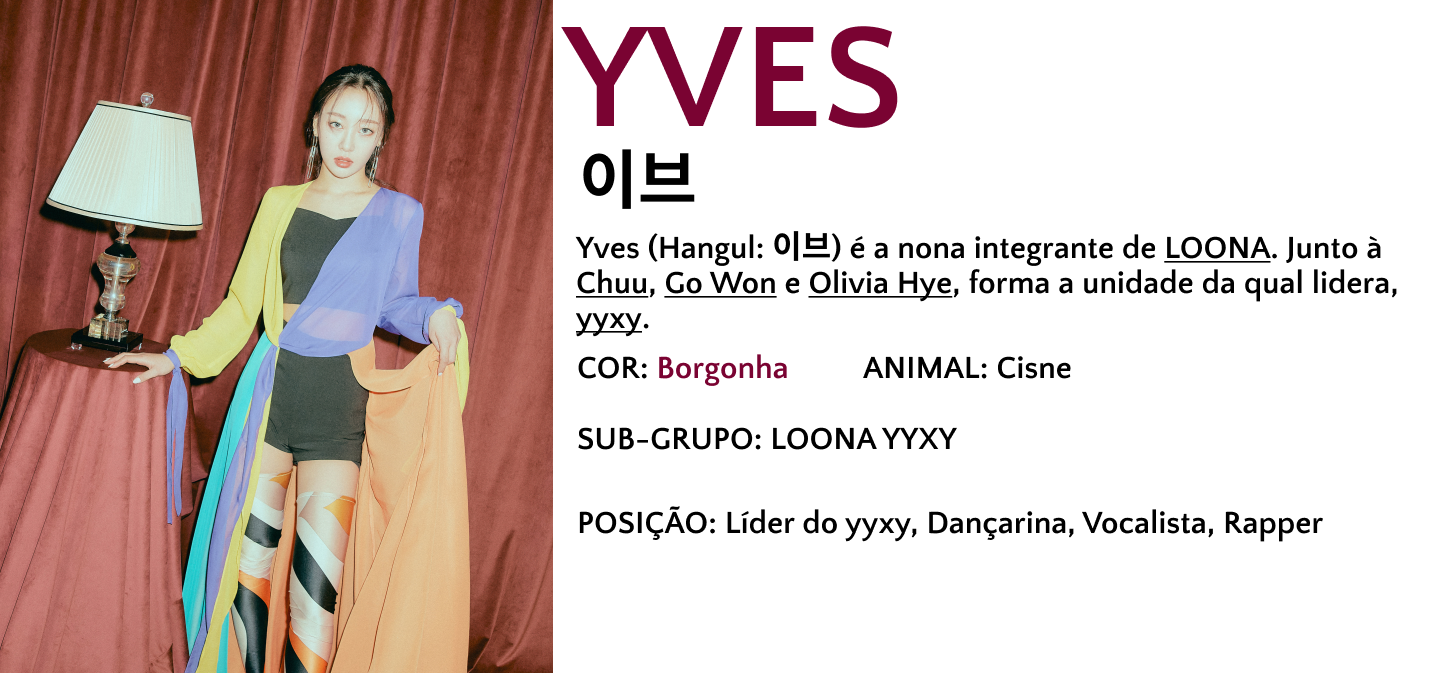 YVES
이브
Yves (Hangul: 이브) é a nona integrante de LOONA. Junto à
Chuu, Go Won e Olivia Hye, forma a unidade da qual lidera,
yyxy.
COR: Borgonha ANIMAL: Cisne
SUB-GRUPO: LOONA YYXY
POSIÇÃO: Líder do yyxy, Dançarina, Vocalista, Rapper